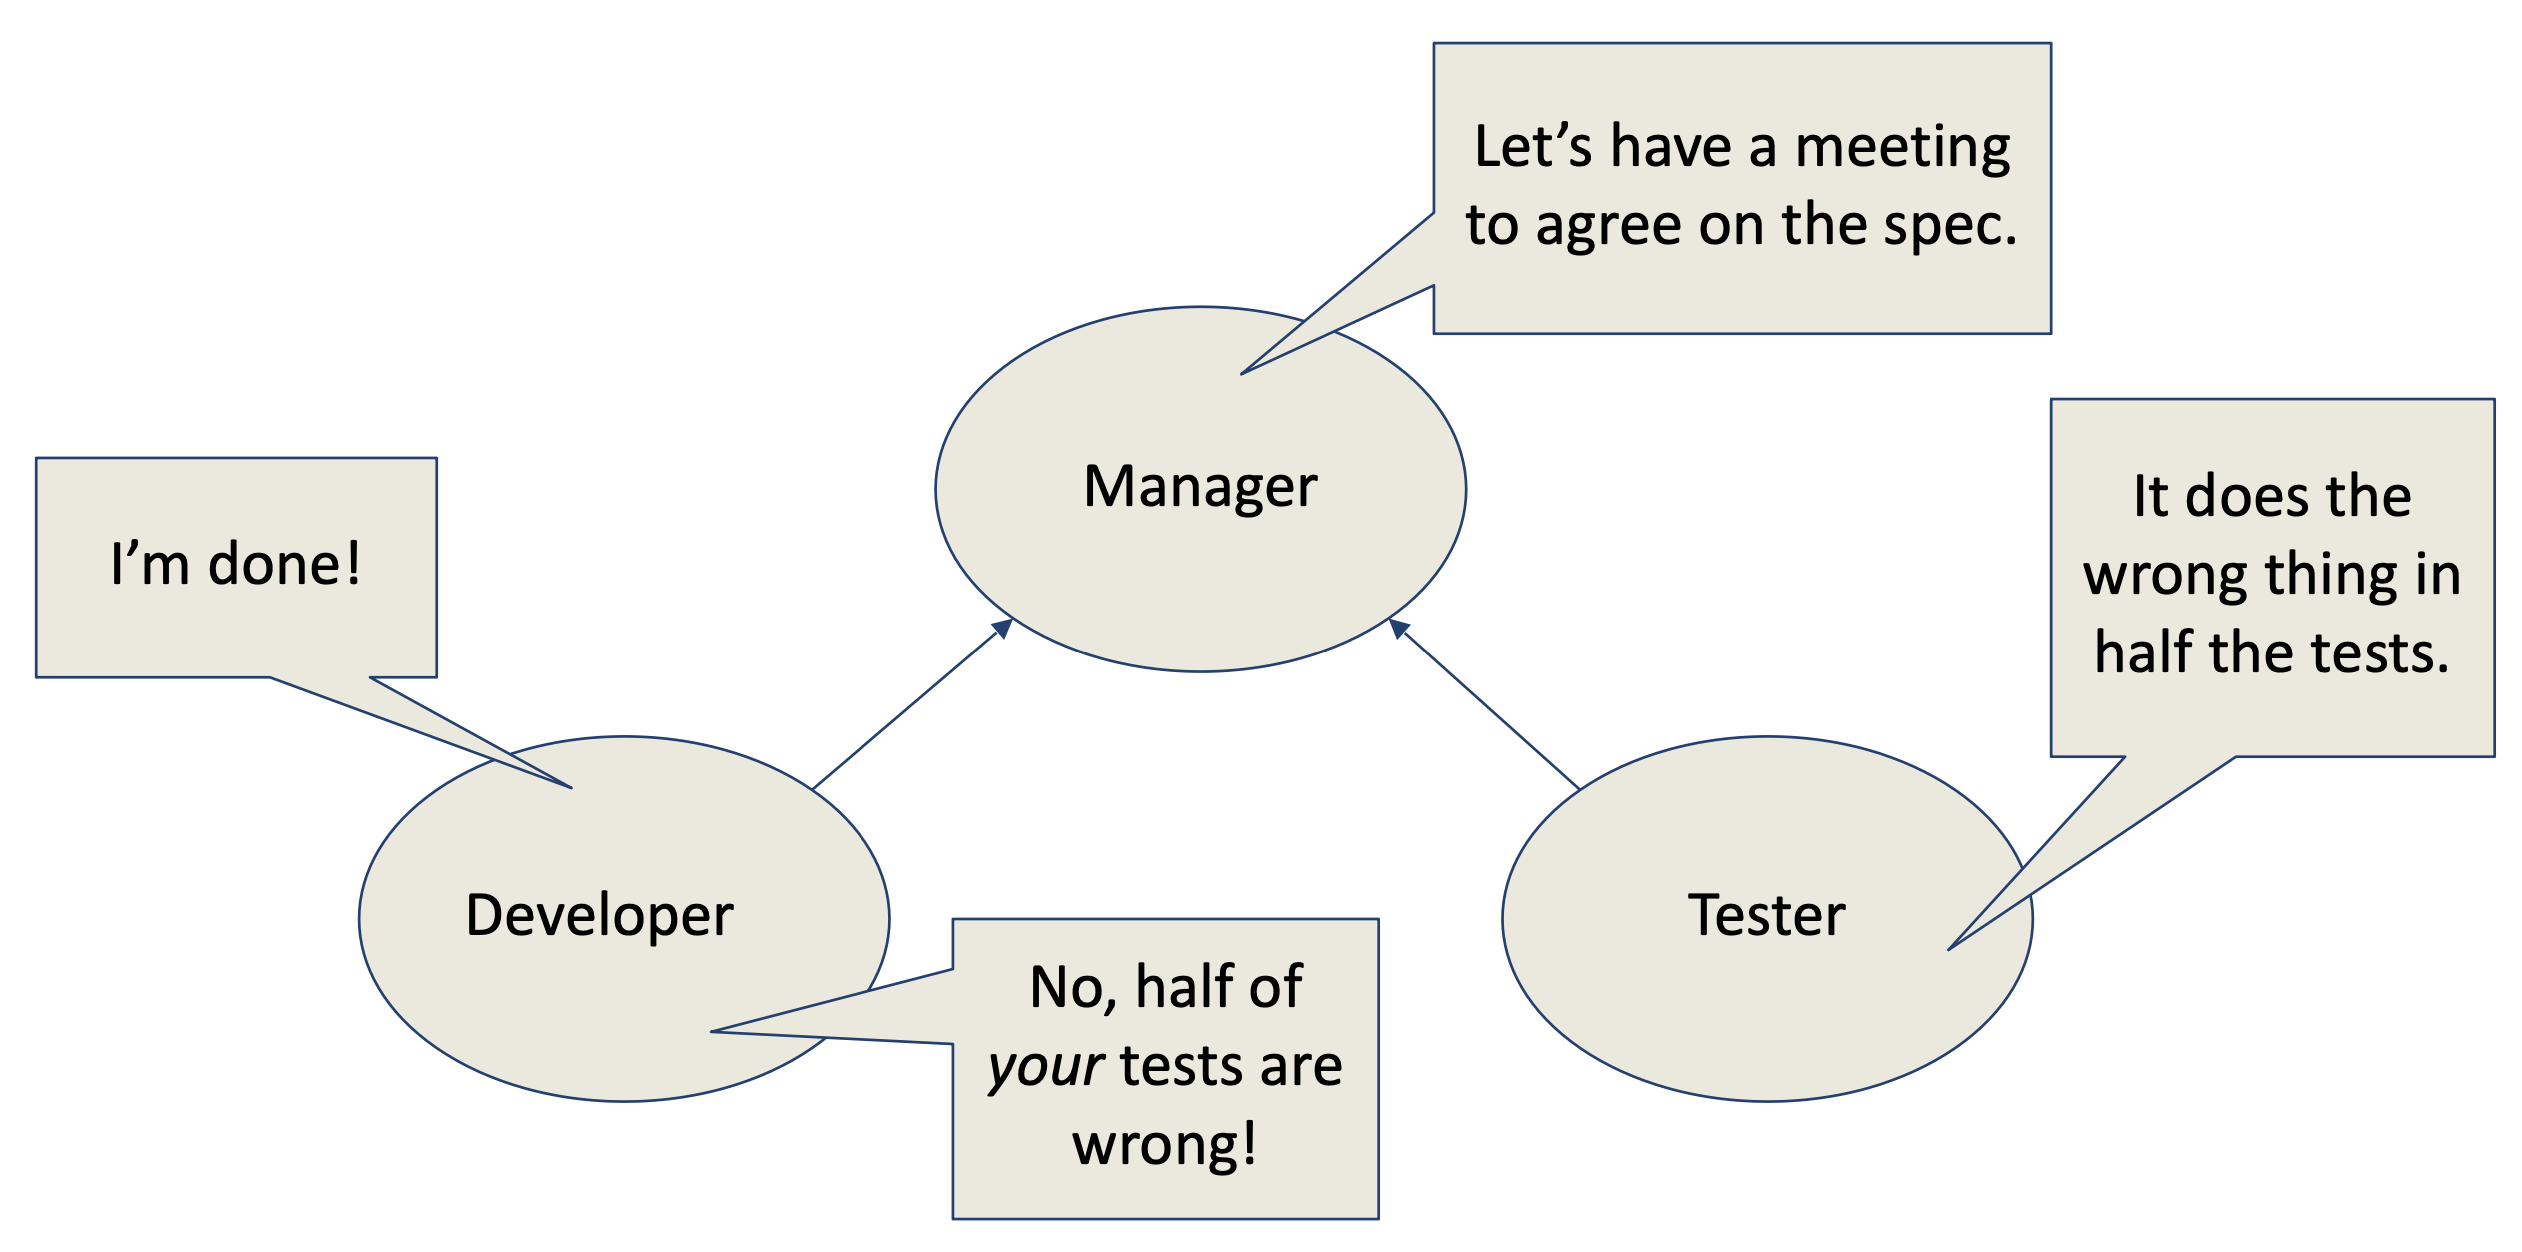 Let’s have a meeting
to agree on the spec.
Manager
I’m done!
It does the
wrong thing in
half the tests.
Developer
Tester
No, half of
your tests are
wrong!